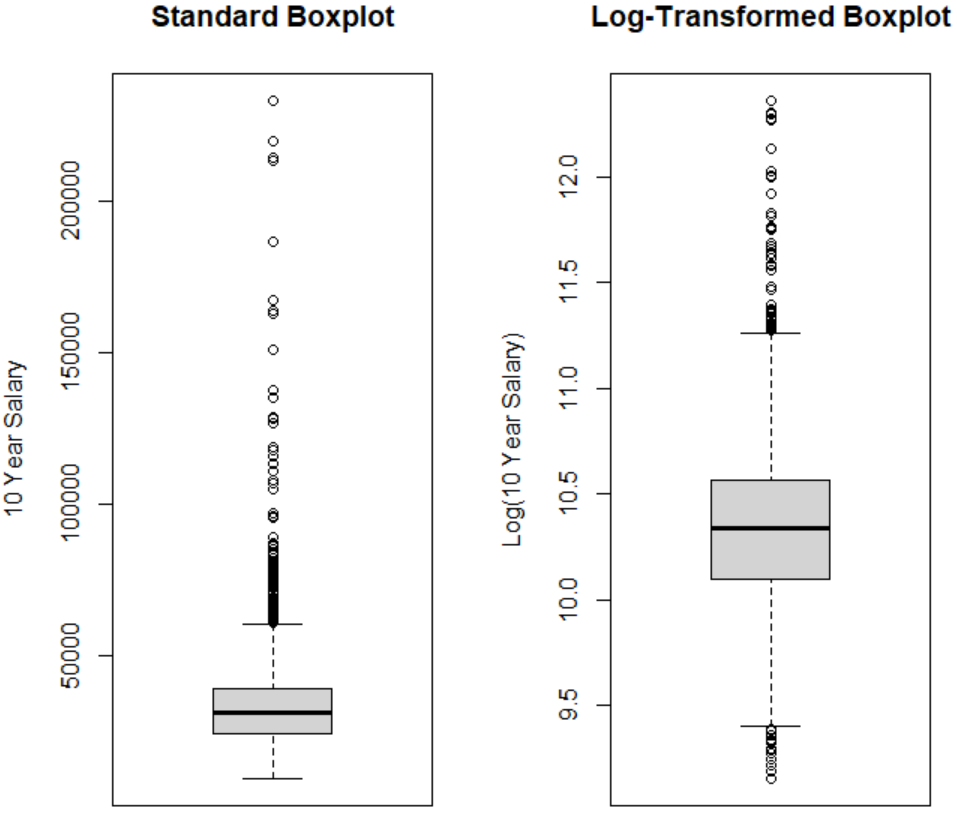 Standard Boxplot
10 Year Salary
200000
150000
100000
50000
Log-Transformed Boxplot
Log(10 Year Salary)
12.0
11.5
11.0
10.5
10.0
9.5